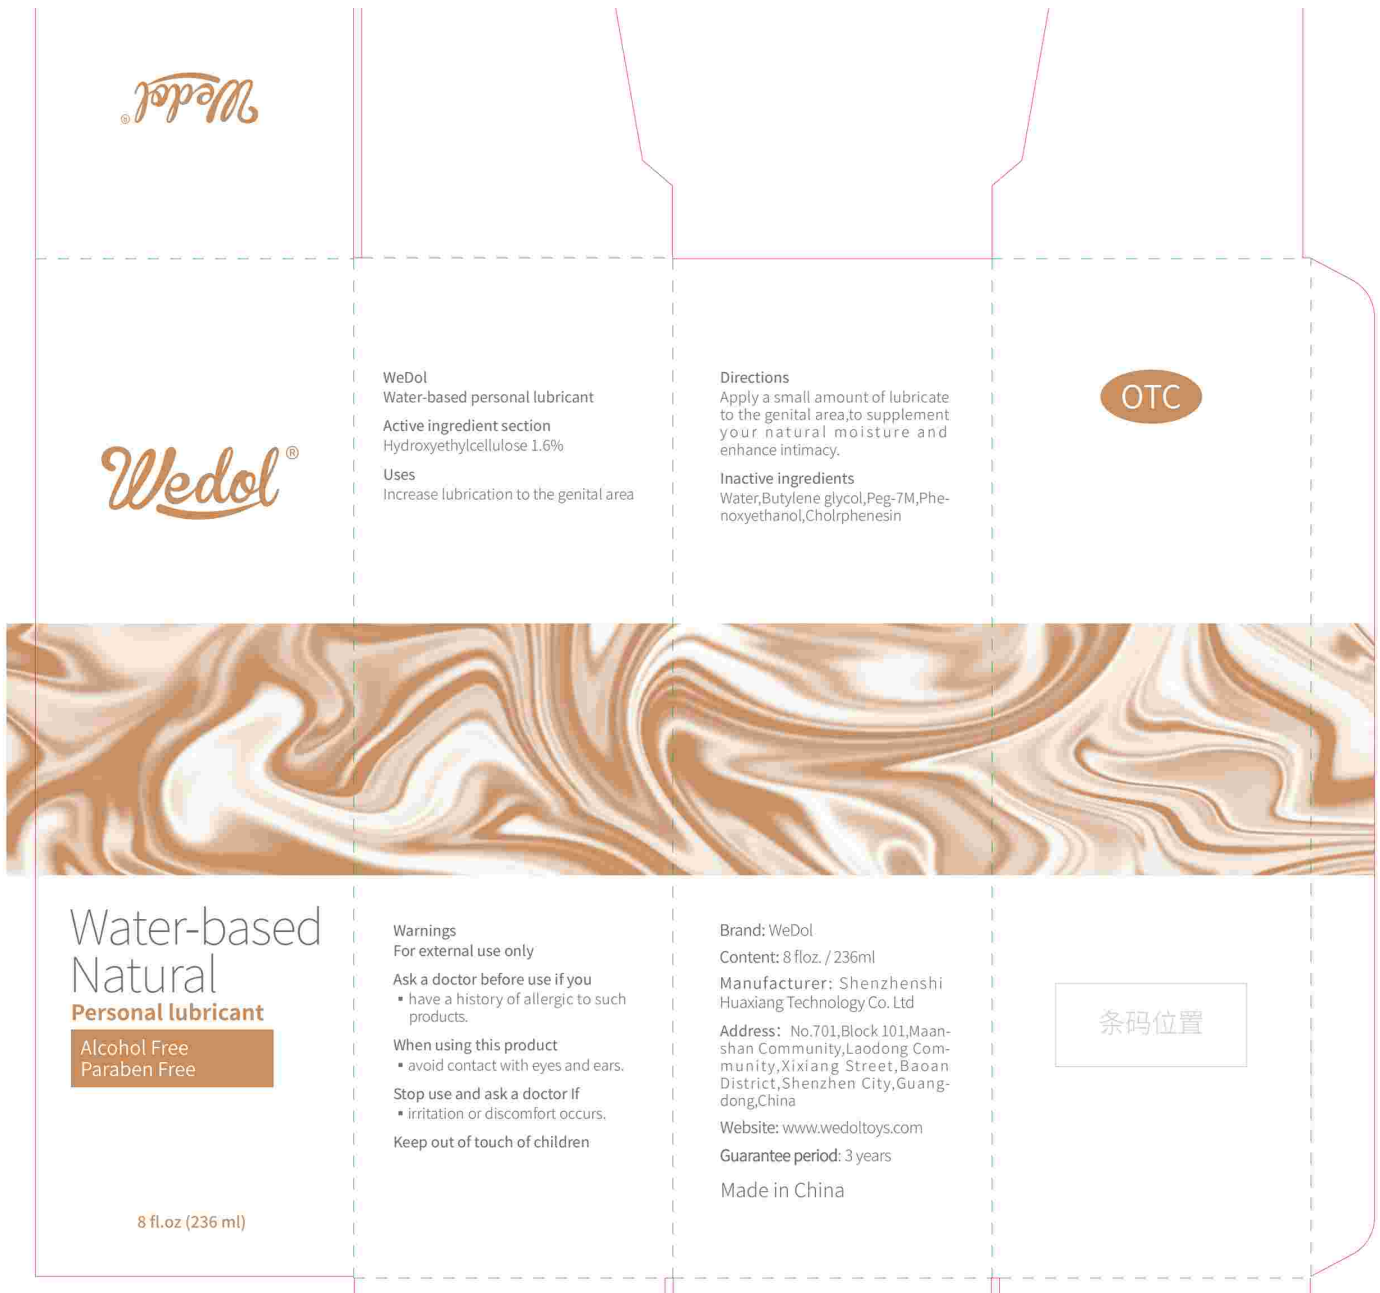 Wedol®
Wedol®
Water-based
Natural
Personal lubricant
Alcohol Free
Paraben Free
8 fl.oz (236 ml)
WeDol
Water-based personal lubricant
Active ingredient section
Hydroxyethylcellulose 1.6%
Uses
Increase lubrication to the genital area
Warnings
For external use only
Ask a doctor before use if you
▪ have a history of allergic to such
products.
When using this product
▪ avoid contact with eyes and ears.
Stop use and ask a doctor If
▪ irritation or discomfort occurs.
Keep out of touch of children
Directions
Apply a small amount of lubricate
to the genital area,to supplement
your natural moisture and
enhance intimacy.
Inactive ingredients
Water,Butylene glycol,Peg-7M,Phe-
noxyethanol,Cholrphenesin
Brand: WeDol
Content: 8 floz. / 236ml
Manufacturer: Shenzhenshi
Huaxiang Technology Co. Ltd
Address: No.701,Block 101,Maan-
shan Community,Laodong Com-
munity,Xixiang Street,Baoan
District,Shenzhen City,Guang-
dong,China
Website: www.wedoltoys.com
Guarantee period: 3 years
Made in China
OTC
条码位置